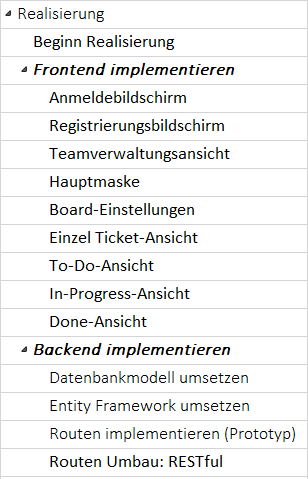 Realisierung
Beginn Realisierung
Frontend implementieren
Anmeldebildschirm
Registrierungsbildschirm
Teamverwaltungsansicht
Hauptmaske
Board-Einstellungen
Einzel Ticket-Ansicht
To-Do-Ansicht
In-Progress-Ansicht
Done-Ansicht
Backend implementieren
Datenbankmodell umsetzen
Entity Framework umsetzen
Routen implementieren (Prototyp)
Routen Umbau: RESTful